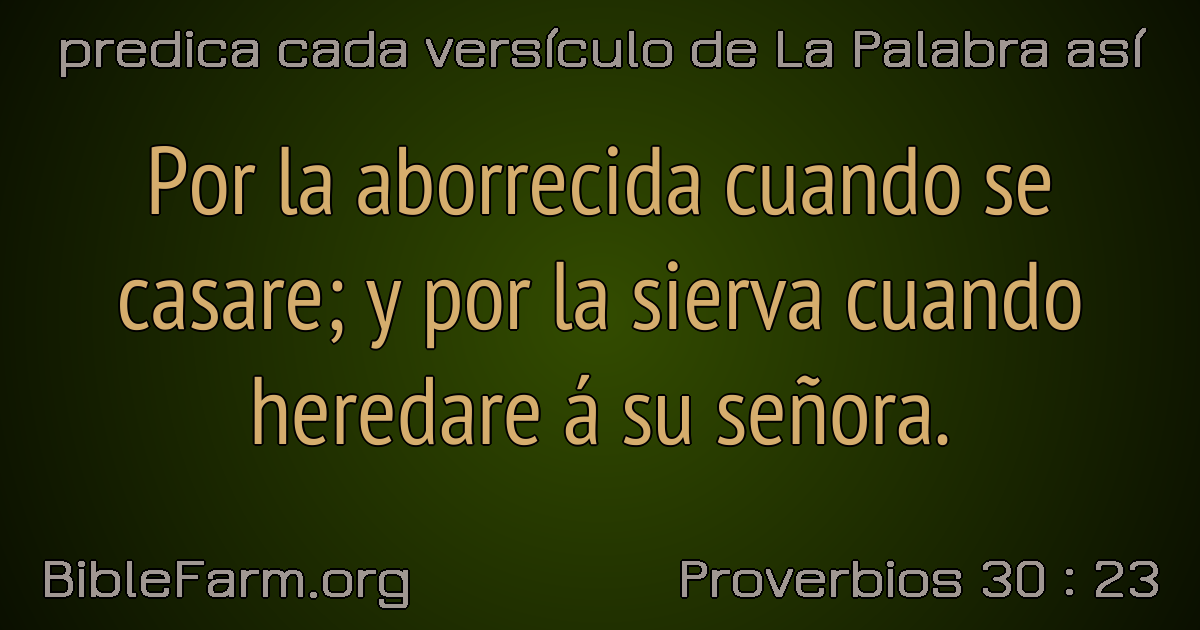 predica cada versículo de La Palabra así
Por la aborrecida cuando se
casare; y por la sierva cuando
heredare á su señora.
BibleFarm.org
Proverbios 30 : 23